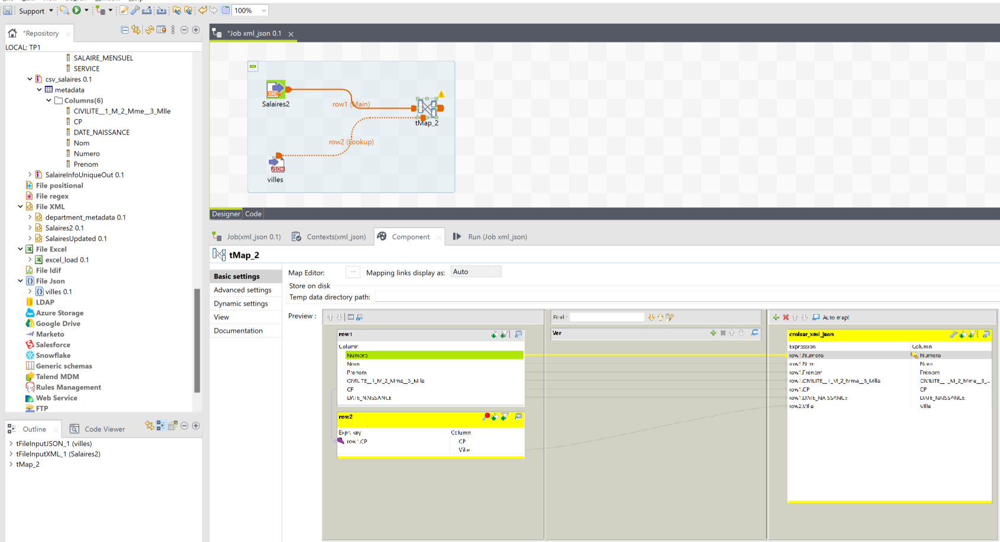 Support
100%
*Repository
LOCAL: TP1
SALAIRE_MENSUEL
SERVICE
csv_salaires 0.1
metadata
Columns(6)
CIVILITE__1_M_2_Mme__3_Mlle
CP
DATE_NAISSANCE
Nom
Numero
Prenom
SalaireInfoUniqueOut 0.1
File positional
File regex
File XML
department_metadata 0.1
Salaires2 0.1
SalairesUpdated 0.1
File Excel
excel_load 0.1
File ldif
File Json
villes 0.1
LDAP
Azure Storage
Google Drive
Marketo
Salesforce
Snowflake
Generic schemas
Talend MDM
Rules Management
Web Service
FTP
Outline
Code Viewer
tFileInputJSON_1 (villes)
tFileInputXML_1 (Salaires2)
tMap_2
*Job xml_json 0.1
XML
Salaires2
row1 (Main)
tMap_2
row2 (Lookup)
JSON
villes
Designer Code
Job(xml_json 0.1) Contexts(xml_json) Component Run (Job xml_json)
tMap_2
Basic settings
Advanced settings
Dynamic settings
View
Documentation
Map Editor: ... Mapping links display as: Auto
Store on disk
Temp data directory path:
Preview :
row1
Column
Numero
Nom
Prenom
CIVILITE__1_M_2_Mme__3_Mlle
CP
DATE_NAISSANCE
row2
Expr. key Column
row1.CP CP
Ville
Find :
Var
Auto map!
croiser_xml_json
Expression Column
row1.Numero Numero
row1.Nom Nom
row1.Prenom Prenom
row1.CIVILITE__1_M_2_Mme__3_Mlle CIVILITE__1_M_2_Mme__3_...
row1.CP CP
row1.DATE_NAISSANCE DATE_NAISSANCE
row2.Ville Ville